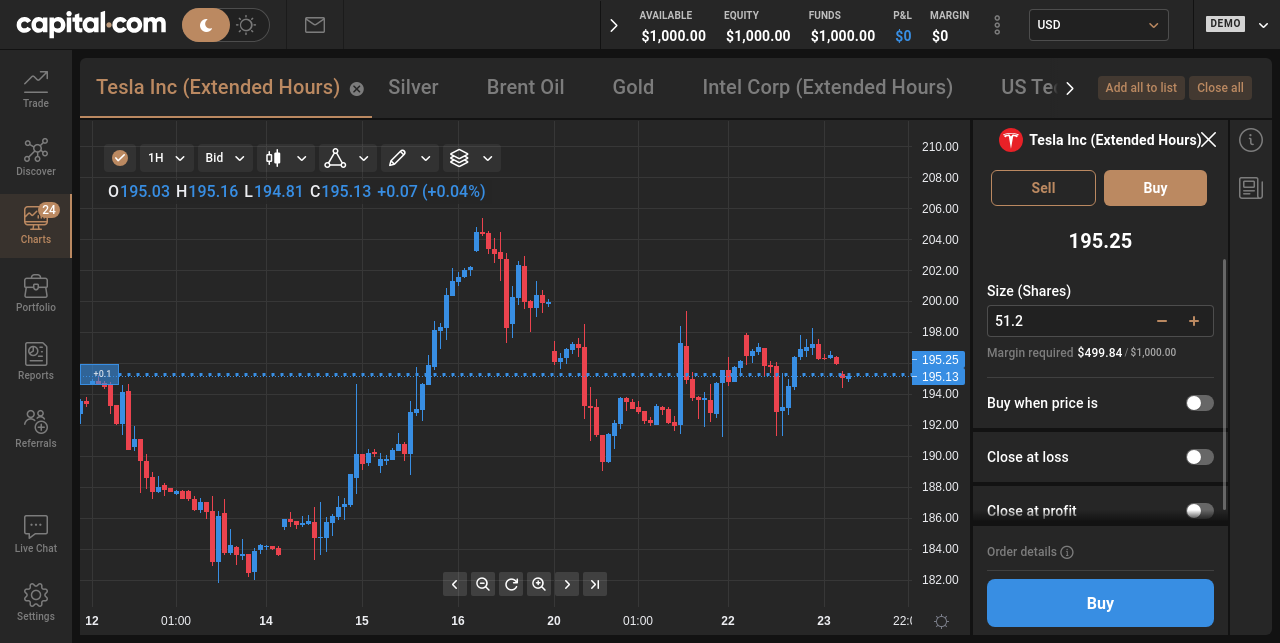 capital.com
AVAILABLE EQUITY FUNDS P&L MARGIN
$1,000.00 $1,000.00 $1,000.00 $0 $0
USD
DEMO
Trade
Discover
24
Charts
Portfolio
Reports
Referrals
Live Chat
Settings
Tesla Inc (Extended Hours) Silver Brent Oil Gold Intel Corp (Extended Hours) US Te
Add all to list Close all
1H Bid
O195.03 H195.16 L194.81 C195.13 +0.07 (+0.04%)
+0.1
210.00
208.00
206.00
204.00
202.00
200.00
198.00
195.25
195.13
194.00
192.00
190.00
188.00
186.00
184.00
182.00
12 01:00 14 15 16 20 01:00 22 23 22:0
Tesla Inc (Extended Hours)
Sell Buy
195.25
Size (Shares)
51.2
Margin required $499.84 / $1,000.00
Buy when price is
Close at loss
Close at profit
Order details
Buy